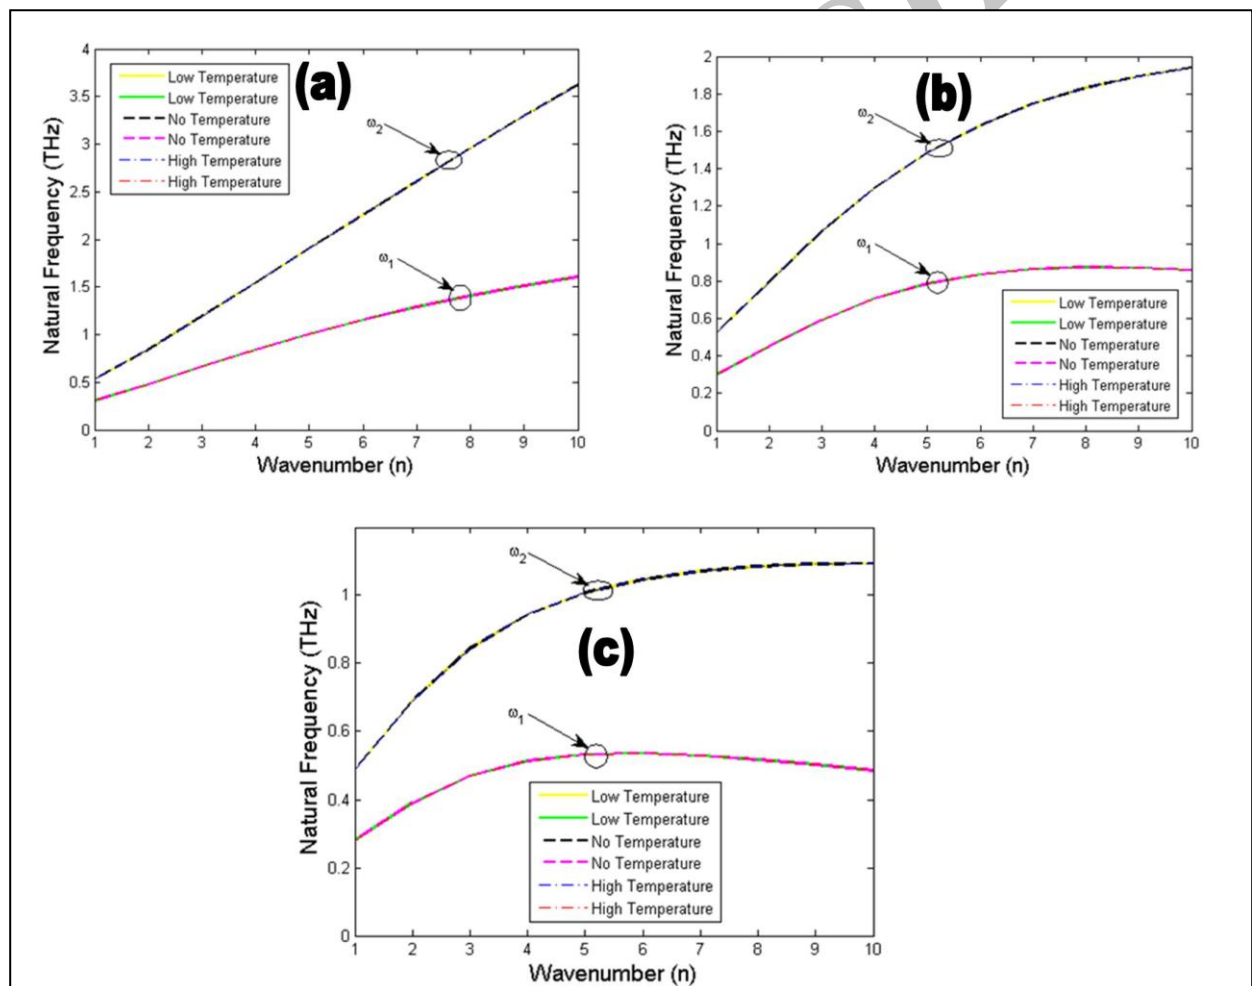 (a)
4
3.5
3
2.5
2
1.5
1
0.5
0
Natural Frequency (THz)
Low Temperature
Low Temperature
No Temperature
No Temperature
High Temperature
High Temperature
ω2
ω1
1 2 3 4 5 6 7 8 9 10
Wavenumber (n)
(b)
2
1.8
1.6
1.4
1.2
1
0.8
0.6
0.4
0.2
0
Natural Frequency (THz)
ω2
ω1
Low Temperature
Low Temperature
No Temperature
No Temperature
High Temperature
High Temperature
1 2 3 4 5 6 7 8 9 10
Wavenumber (n)
(c)
1
0.8
0.6
0.4
0.2
0
Natural Frequency (THz)
ω2
ω1
Low Temperature
Low Temperature
No Temperature
No Temperature
High Temperature
High Temperature
1 2 3 4 5 6 7 8 9 10
Wavenumber (n)